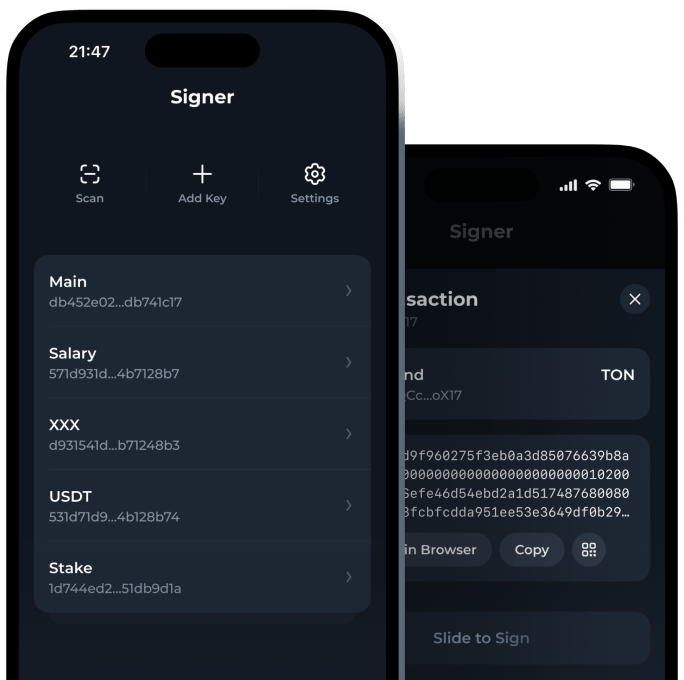 21:47
Signer
Scan
Add Key
Settings
Main
db452e02...db741c17
Salary
571d931d...4b7128b7
XXX
d931541d...b71248b3
USDT
531d71d9...4b128b74
Stake
1d744ed2...51db9d1a
Signer
saction
17
nd
TON
Cc...oX17
d9f960275f3eb0a3d85076639b8a
0000000000000000000000010200
6efe46d54ebd2a1d517487680080
8fcbfcdda951ee53e3649df0b29…
in Browser
Copy
Slide to Sign